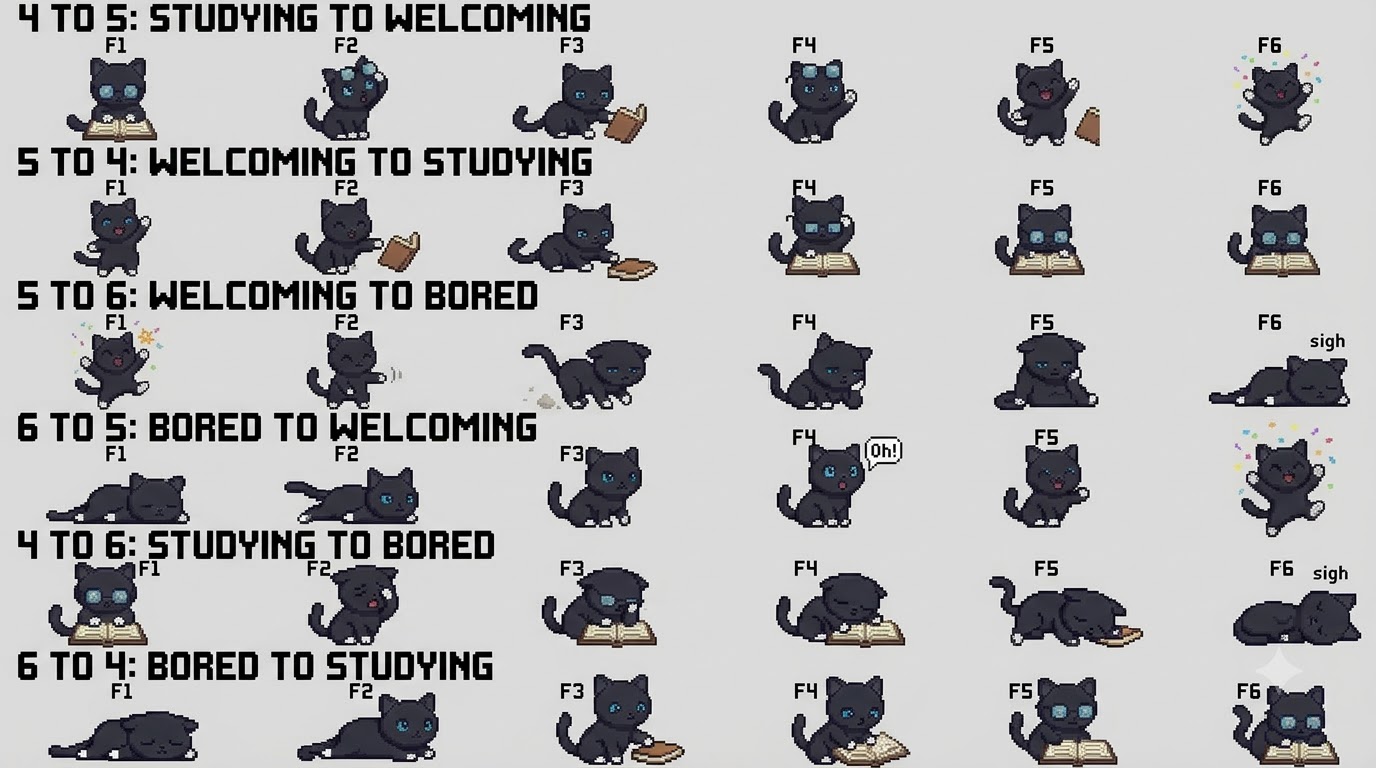 4 TO 5: STUDYING TO WELCOMING
F1 F2 F3 F4 F5 F6
5 TO 4: WELCOMING TO STUDYING
F1 F2 F3 F4 F5 F6
5 TO 6: WELCOMING TO BORED
F1 F2 F3 F4 F5 F6
sigh
6 TO 5: BORED TO WELCOMING
F1 F2 F3 F4 F5
Oh!
4 TO 6: STUDYING TO BORED
F1 F2 F3 F4 F5 F6 sigh
6 TO 4: BORED TO STUDYING
F1 F2 F3 F4 F5 F6